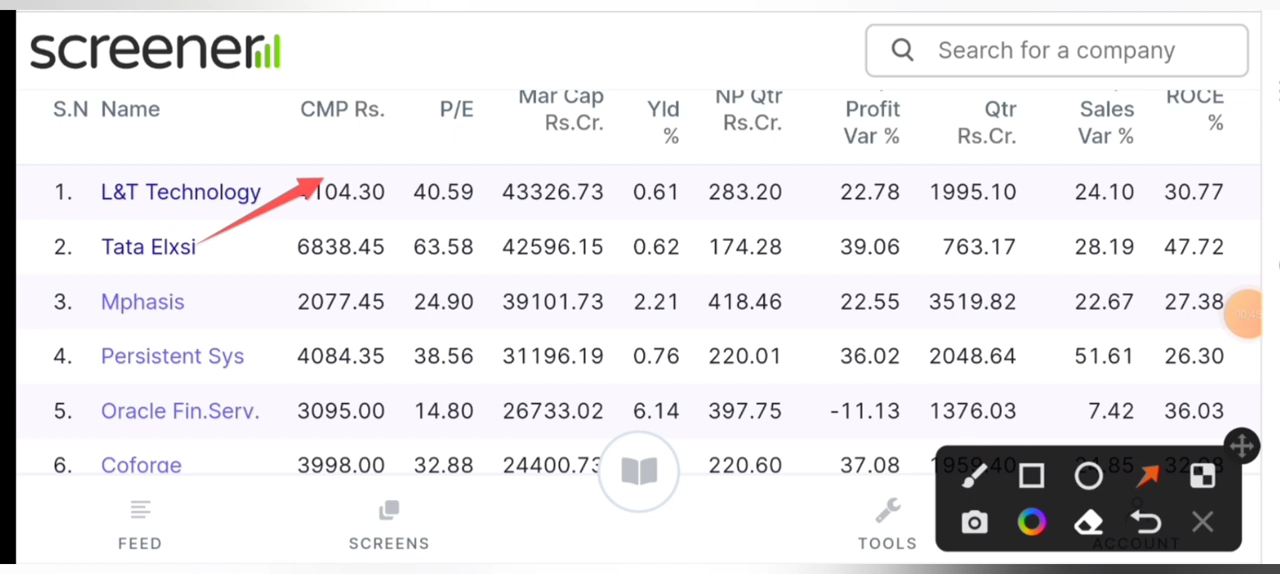 screener
Search for a company
S.N Name CMP Rs. P/E Mar Cap Rs.Cr. Yld % NP Qtr Rs.Cr. Profit Var % Qtr Rs.Cr. Sales Var % ROCE %
1. L&T Technology 104.30 40.59 43326.73 0.61 283.20 22.78 1995.10 24.10 30.77
2. Tata Elxsi 6838.45 63.58 42596.15 0.62 174.28 39.06 763.17 28.19 47.72
3. Mphasis 2077.45 24.90 39101.73 2.21 418.46 22.55 3519.82 22.67 27.38
4. Persistent Sys 4084.35 38.56 31196.19 0.76 220.01 36.02 2048.64 51.61 26.30
5. Oracle Fin.Serv. 3095.00 14.80 26733.02 6.14 397.75 -11.13 1376.03 7.42 36.03
6. Coforge 3998.00 32.88 24400.73 220.60 37.08 1959.40
FEED SCREENS TOOLS ACCOUNT